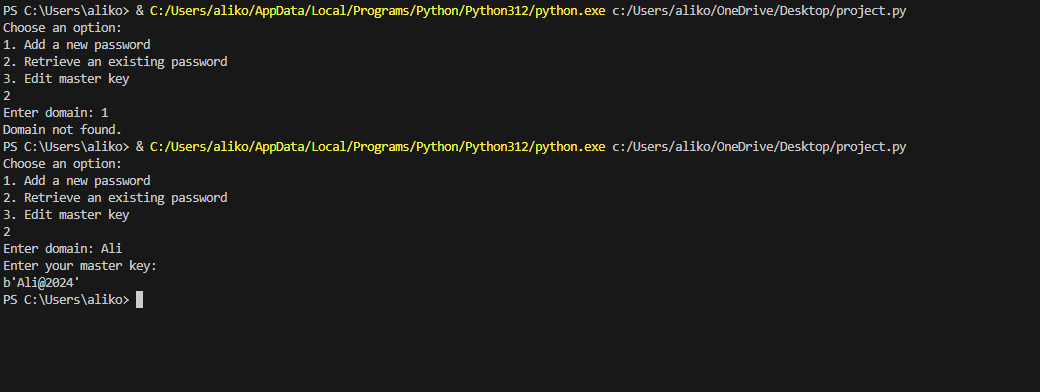 PS C:\Users\aliko> & C:/Users/aliko/AppData/Local/Programs/Python/Python312/python.exe c:/Users/aliko/OneDrive/Desktop/project.py
Choose an option:
1. Add a new password
2. Retrieve an existing password
3. Edit master key
2
Enter domain: 1
Domain not found.
PS C:\Users\aliko> & C:/Users/aliko/AppData/Local/Programs/Python/Python312/python.exe c:/Users/aliko/OneDrive/Desktop/project.py
Choose an option:
1. Add a new password
2. Retrieve an existing password
3. Edit master key
2
Enter domain: Ali
Enter your master key:
b'Ali@2024'
PS C:\Users\aliko>